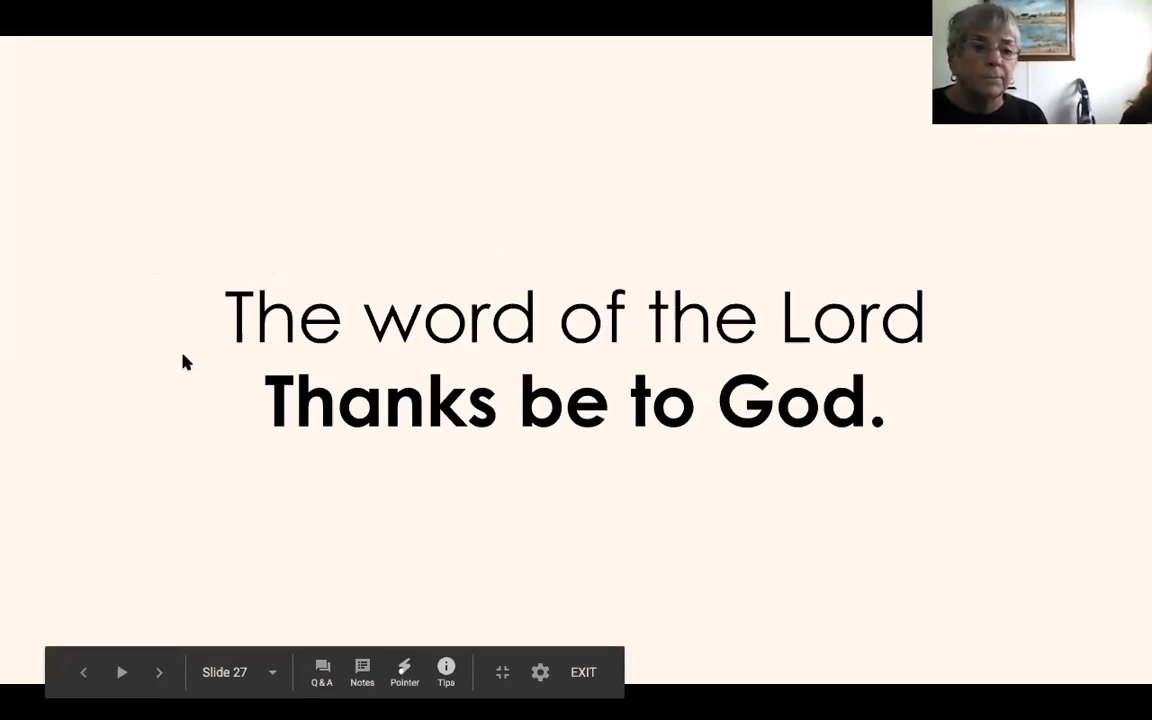 The word of the Lord
Thanks be to God.
Slide 27
Q & A Notes Pointer Tips
EXIT